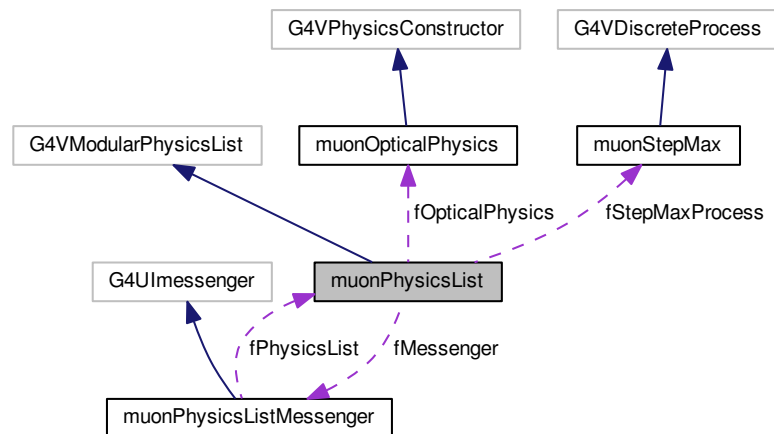 G4VPhysicsConstructor
G4VDiscreteProcess
G4VModularPhysicsList
muonOpticalPhysics
muonStepMax
fOpticalPhysics
fStepMaxProcess
G4UImessenger
muonPhysicsList
fPhysicsList
fMessenger
muonPhysicsListMessenger